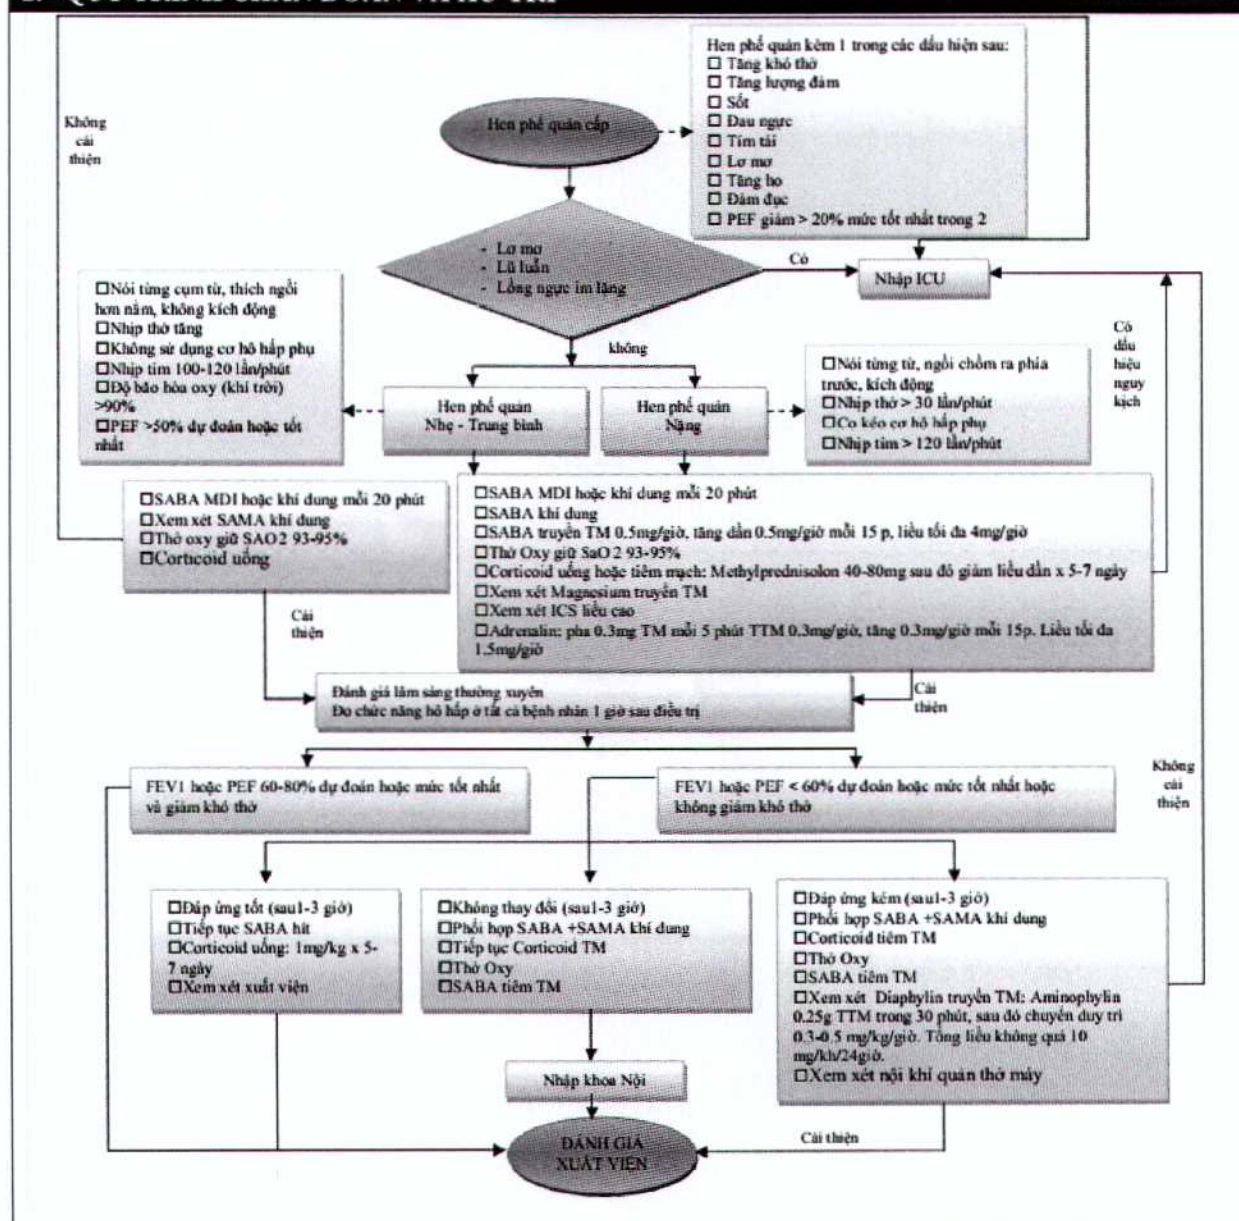 Hen phế quản kèm 1 trong các dấu hiện sau:
☐ Tăng khó thở
☐ Tăng lượng đàm
☐ Sốt
☐ Đau ngực
☐ Tím tái
☐ Lơ mơ
☐ Tăng ho
☐ Đàm đục
☐ PEF giảm > 20% mức tốt nhất trong 2
Hen phế quản cấp
Không
cải
thiện
- Lơ mơ
- Lũ luẫn
- Lồng ngực im lặng
Có
Nhập ICU
☐Nói từng cụm từ, thích ngồi
hơn nằm, không kích động
☐Nhịp thở tăng
☐Không sử dụng cơ hô hấp phụ
☐Nhịp tim 100-120 lần/phút
☐Độ bão hòa oxy (khí trời)
>90%
☐PEF >50% dự đoán hoặc tốt
nhất
không
Có
dấu
hiệu
nguy
kịch
Hen phế quản
Nhẹ - Trung bình
Hen phế quản
Nặng
☐Nói từng từ, ngồi chồm ra phía
trước, kích động
☐Nhịp thở > 30 lần/phút
☐Co kéo cơ hô hấp phụ
☐Nhịp tim > 120 lần/phút
☐SABA MDI hoặc khí dung mỗi 20 phút
☐Xem xét SAMA khí dung
☐Thở oxy giữ SAO2 93-95%
☐Corticoid uống
☐SABA MDI hoặc khí dung mỗi 20 phút
☐SABA khí dung
☐SABA truyền TM 0.5mg/giờ, tăng dần 0.5mg/giờ mỗi 15 p, liều tối đa 4mg/giờ
☐Thở Oxy giữ SaO2 93-95%
☐Corticoid uống hoặc tiêm mạch: Methylprednisolon 40-80mg sau đó giảm liều dần x 5-7 ngày
☐Xem xét Magnesium truyền TM
☐Xem xét ICS liều cao
☐Adrenalin: pha 0.3mg TM mỗi 5 phút TTM 0.3mg/giờ, tăng 0.3mg/giờ mỗi 15p. Liều tối đa
1.5mg/giờ
Cải
thiện
Cải
thiện
Đánh giá lâm sàng thường xuyên
Đo chức năng hô hấp ở tất cả bệnh nhân 1 giờ sau điều trị
FEV1 hoặc PEF 60-80% dự đoán hoặc mức tốt nhất
và giảm khó thở
FEV1 hoặc PEF < 60% dự đoán hoặc mức tốt nhất hoặc
không giảm khó thở
Không
cải
thiện
☐Đáp ứng tốt (sau1-3 giờ)
☐Tiếp tục SABA hít
☐Corticoid uống: 1mg/kg x 5-
7 ngày
☐Xem xét xuất viện
☐Không thay đổi (sau1-3 giờ)
☐Phối hợp SABA +SAMA khí dung
☐Tiếp tục Corticoid TM
☐Thở Oxy
☐SABA tiêm TM
☐Đáp ứng kém (sau1-3 giờ)
☐Phối hợp SABA +SAMA khí dung
☐Corticoid tiêm TM
☐Thở Oxy
☐SABA tiêm TM
☐Xem xét Diaphylin truyền TM: Aminophylin
0.25g TTM trong 30 phút, sau đó chuyển duy trì
0.3-0.5 mg/kg/giờ. Tổng liều không quá 10
mg/kh/24giờ.
☐Xem xét nội khí quản thở máy
Nhập khoa Nội
ĐÁNH GIÁ
XUẤT VIỆN
Cải thiện